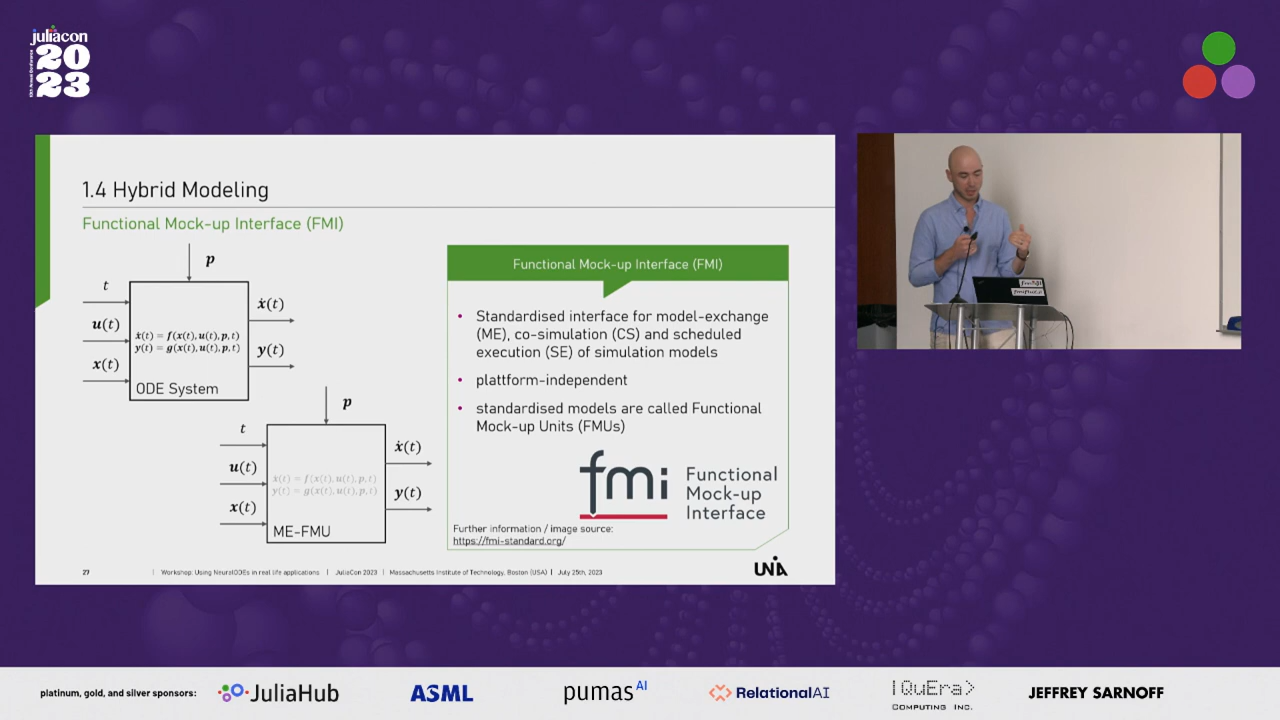 juliacon
20
23
1.4 Hybrid Modeling
Functional Mock-up Interface (FMI)
p
t
u(t)
x(t)
ẋ(t) = f(x(t), u(t), p, t)
y(t) = g(x(t), u(t), p, t)
ODE System
ẋ(t)
y(t)
p
t
u(t)
x(t)
ẋ(t) = f(x(t), u(t), p, t)
y(t) = g(x(t), u(t), p, t)
ME-FMU
ẋ(t)
y(t)
Functional Mock-up Interface (FMI)
• Standardised interface for model-exchange
(ME), co-simulation (CS) and scheduled
execution (SE) of simulation models
• plattform-independent
• standardised models are called Functional
Mock-up Units (FMUs)
fmi
Functional
Mock-up
Interface
Further information / image source:
https://fmi-standard.org/
27 | Workshop: Using NeuralODEs in real life applications | JuliaCon 2023 | Massachusetts Institute of Technology, Boston (USA) | July 25th, 2023
UNIA
platinum, gold, and silver sponsors:
JuliaHub
ASML
pumas AI
RelationalAI
|QuEra>
COMPUTING INC.
JEFFREY SARNOFF